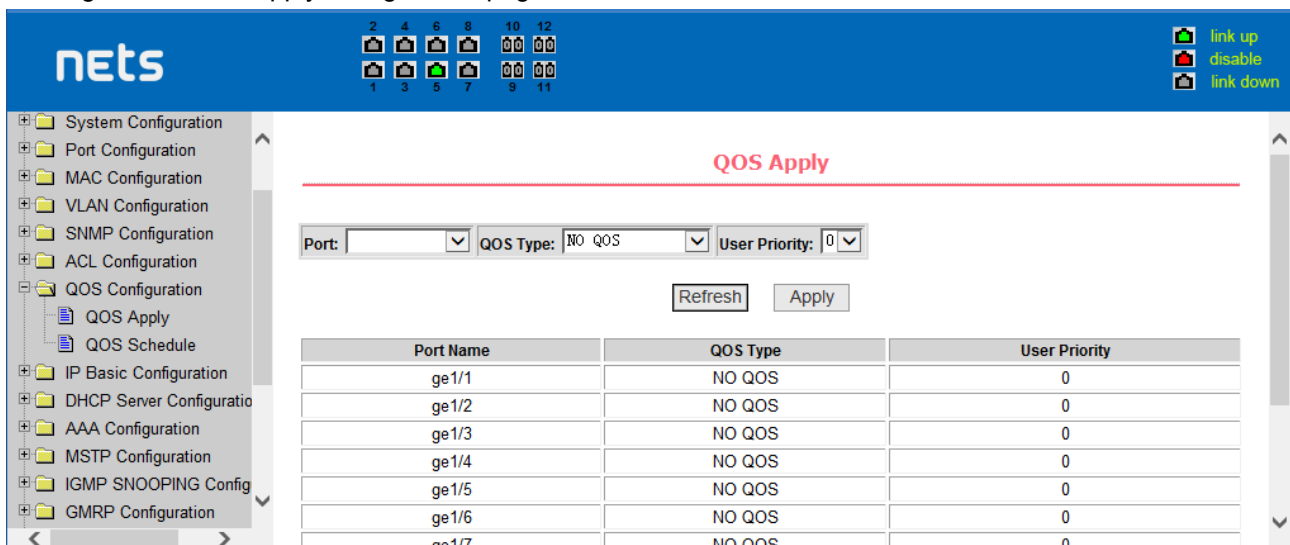 2 4 6 8 10 12
nets
1 3 5 7 9 11
link up
disable
link down
System Configuration
Port Configuration
MAC Configuration
VLAN Configuration
SNMP Configuration
ACL Configuration
QOS Configuration
QOS Apply
QOS Schedule
IP Basic Configuration
DHCP Server Configuratio
AAA Configuration
MSTP Configuration
IGMP SNOOPING Config
GMRP Configuration
QOS Apply
Port: QOS Type: NO QOS User Priority: 0
Refresh Apply
Port Name QOS Type User Priority
ge1/1 NO QOS 0
ge1/2 NO QOS 0
ge1/3 NO QOS 0
ge1/4 NO QOS 0
ge1/5 NO QOS 0
ge1/6 NO QOS 0
ge1/7 NO QOS 0